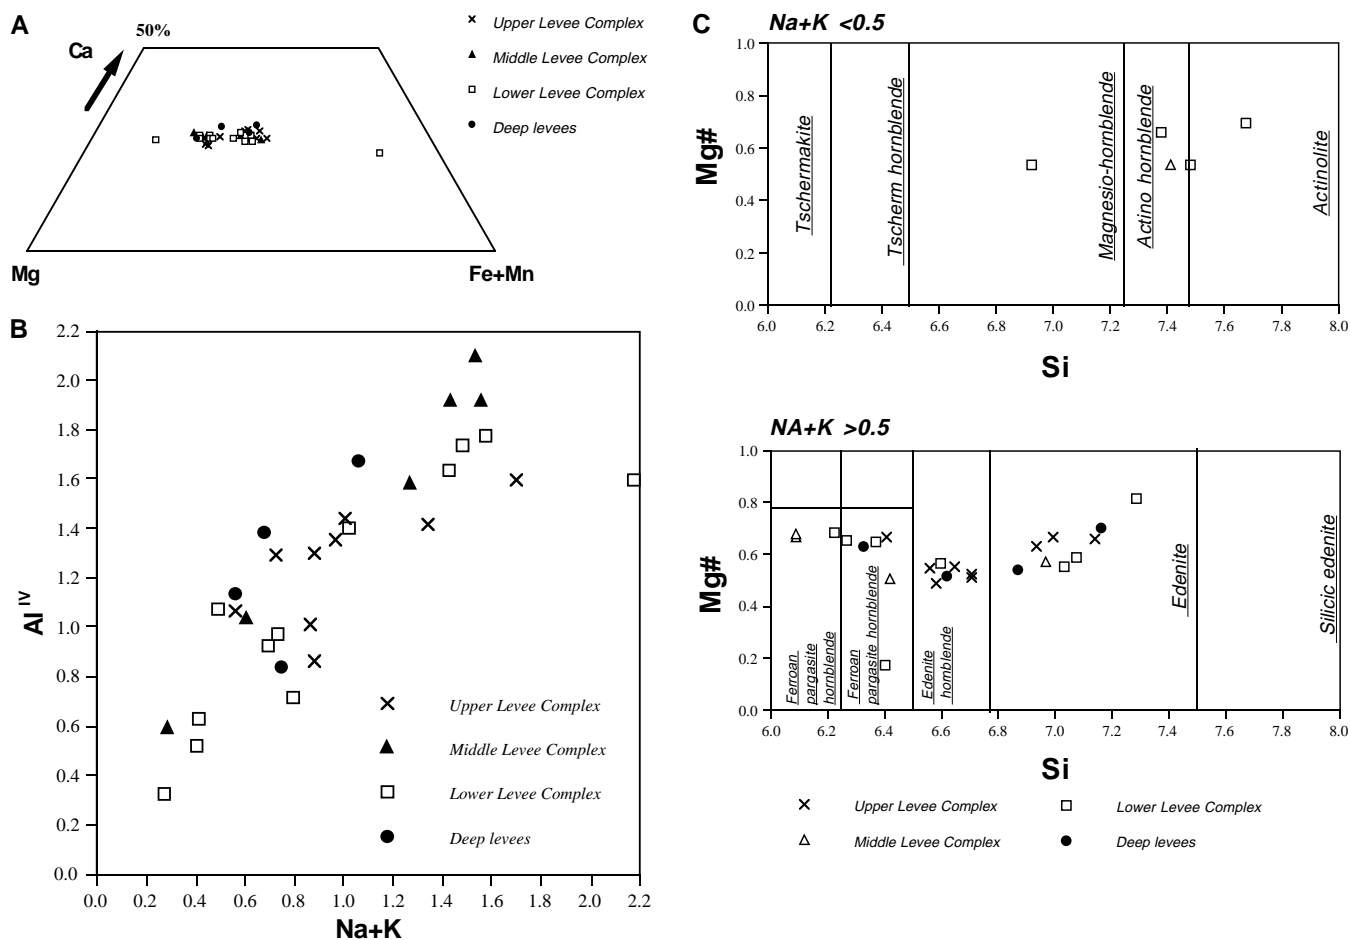 A
50%
Ca
Mg
Fe+Mn
Upper Levee Complex
Middle Levee Complex
Lower Levee Complex
Deep levees
B
2.2
2.0
1.8
1.6
1.4
1.2
1.0
0.8
0.6
0.4
0.2
0.0
Al IV
0.0 0.2 0.4 0.6 0.8 1.0 1.2 1.4 1.6 1.8 2.0 2.2
Na+K
Upper Levee Complex
Middle Levee Complex
Lower Levee Complex
Deep levees
C
Na+K <0.5
1.0
0.8
0.6
0.4
0.2
0.0
Mg#
Tschermakite
Tscherm hornblende
Magnesio-hornblende
Actino hornblende
Actinolite
6.0 6.2 6.4 6.6 6.8 7.0 7.2 7.4 7.6 7.8 8.0
Si
NA+K >0.5
1.0
0.8
0.6
0.4
0.2
0.0
Mg#
Ferroan
pargasite
hornblende
Ferroan
pargasite hornblende
Edenite
hornblende
Edenite
Silicic edenite
6.0 6.2 6.4 6.6 6.8 7.0 7.2 7.4 7.6 7.8 8.0
Si
Upper Levee Complex
Lower Levee Complex
Middle Levee Complex
Deep levees